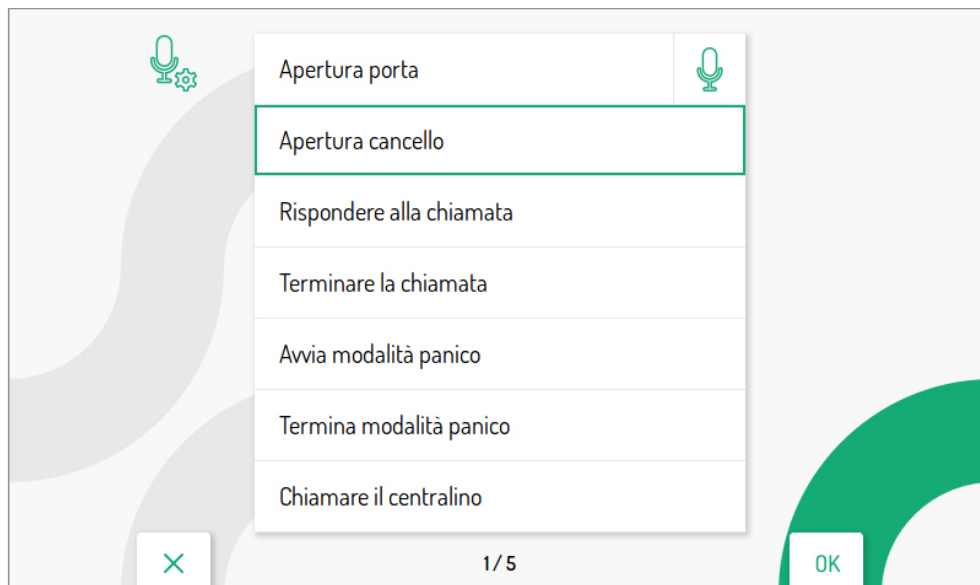 Apertura porta
Apertura cancello
Rispondere alla chiamata
Terminare la chiamata
Avvia modalità panico
Termina modalità panico
Chiamare il centralino
1/5
OK